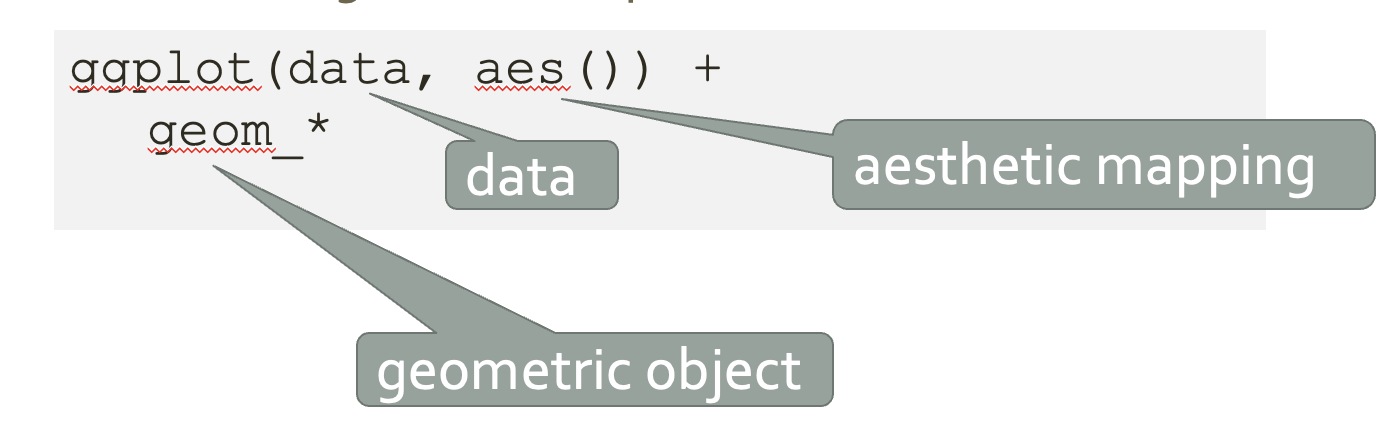 ggplot(data, aes()) +
geom_*
data
aesthetic mapping
geometric object